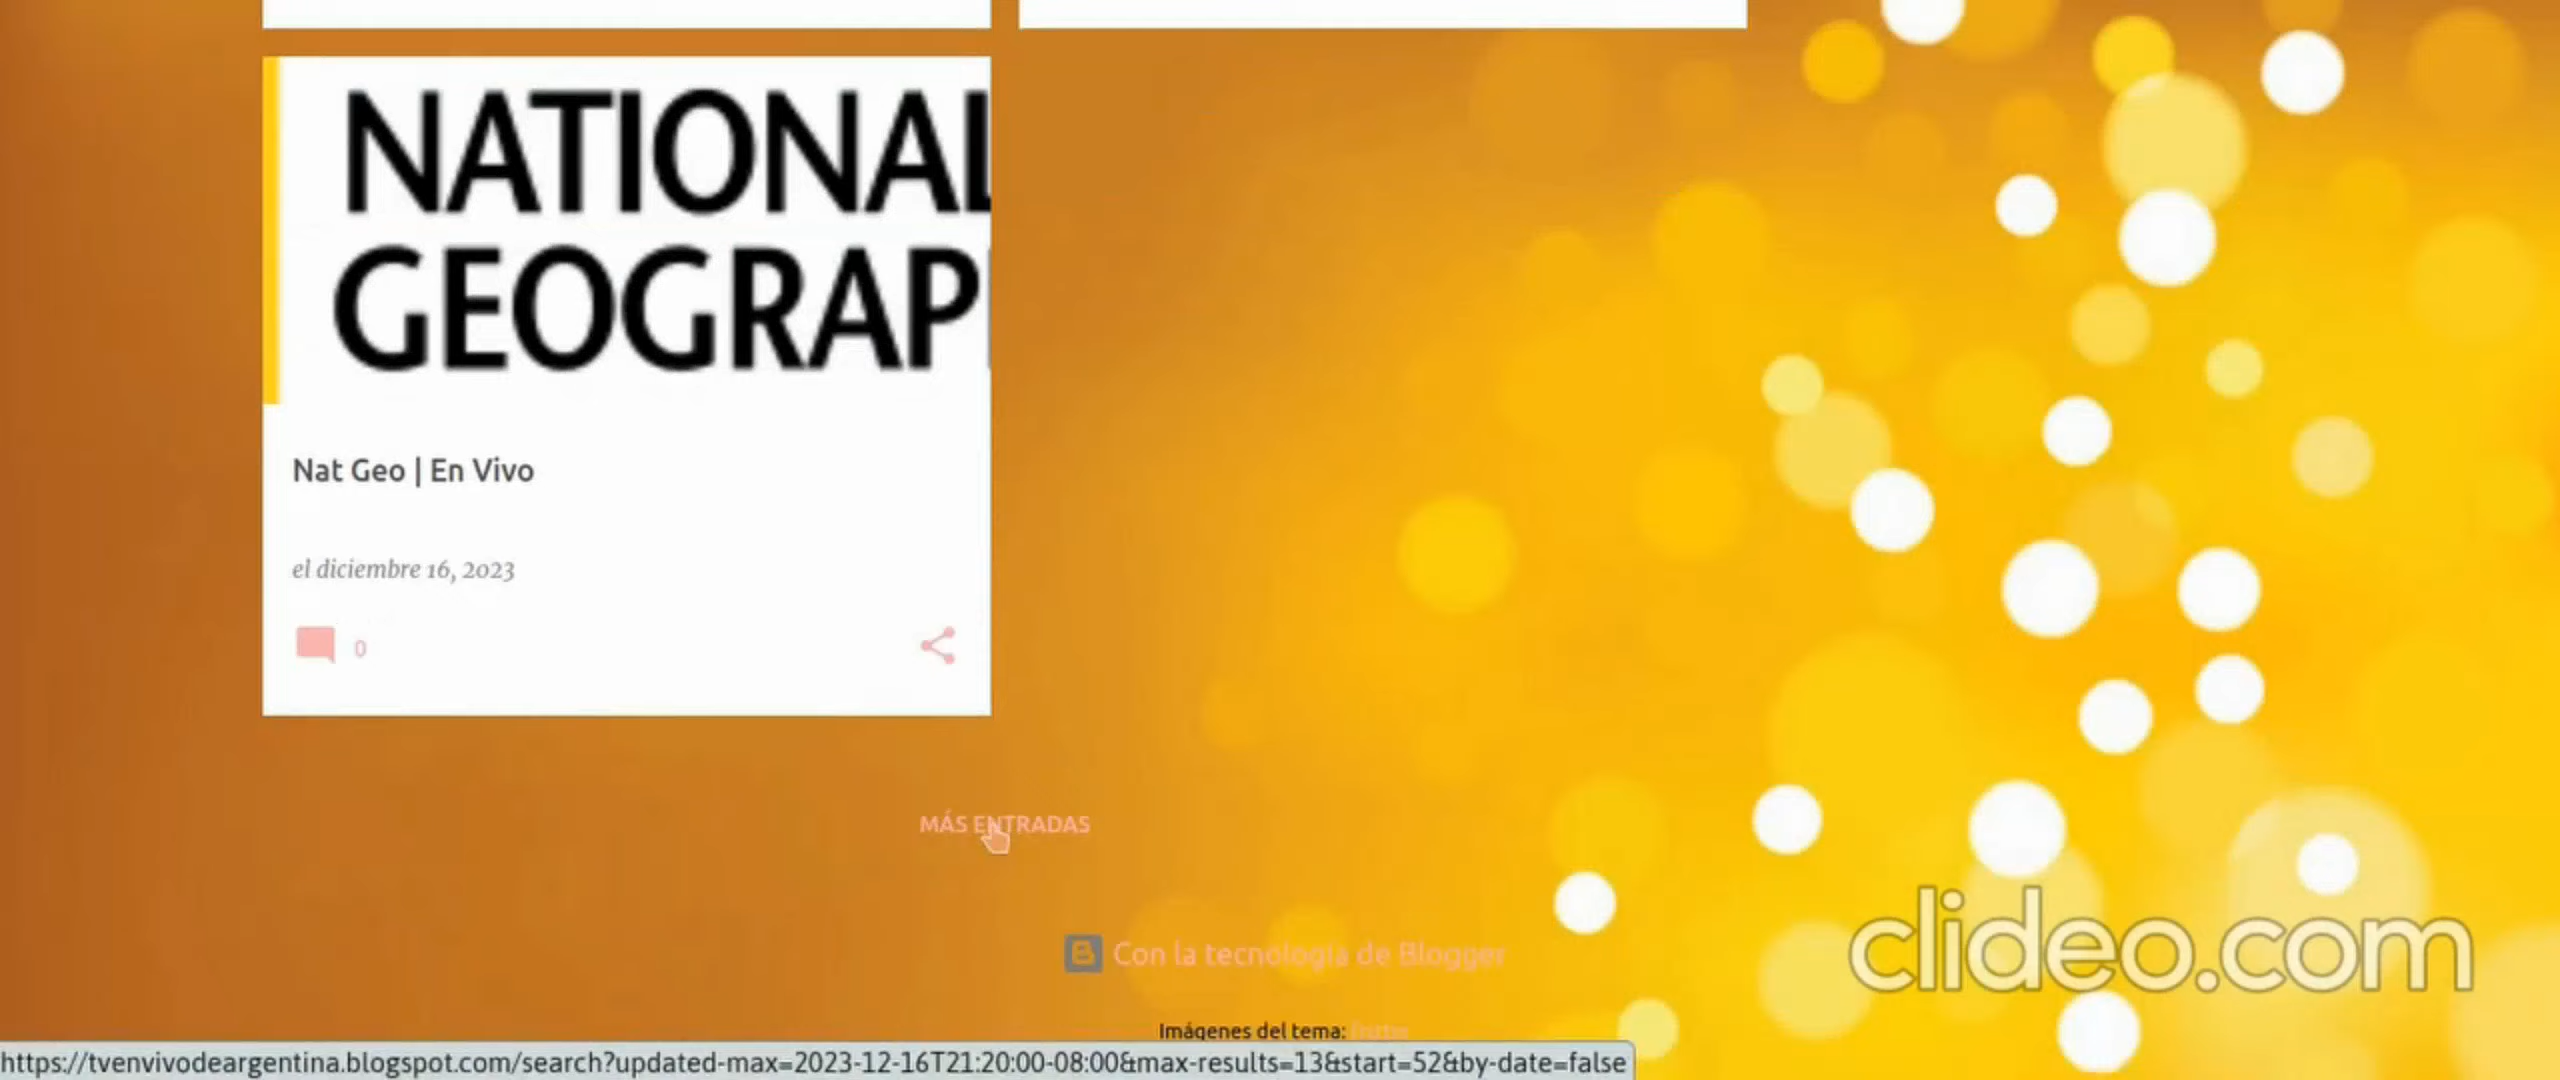 NATIONAL
GEOGRAP
Nat Geo | En Vivo
el diciembre 16, 2023
0
MÁS ENTRADAS
Con la tecnología de Blogger
Imágenes del tema:
clideo.com
https://tvenvivodeargentina.blogspot.com/search?updated-max=2023-12-16T21:20:00-08:00&max-results=13&start=52&by-date=false